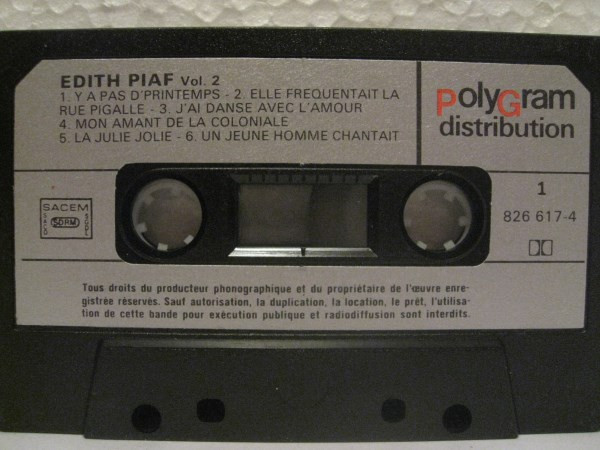 EDITH PIAF Vol. 2
1. Y A PAS D'PRINTEMPS - 2. ELLE FREQUENTAIT LA
RUE PIGALLE - 3. J'AI DANSE AVEC L'AMOUR
4. MON AMANT DE LA COLONIALE
5. LA JULIE JOLIE - 6. UN JEUNE HOMME CHANTAIT
PolyGram
distribution
SACEM
SACD
SDRM
SGDL
1
826 617-4
Tous droits du producteur phonographique et du propriétaire de l'œuvre enre-
gistrée réservés. Sauf autorisation, la duplication, la location, le prêt, l'utilisa-
tion de cette bande pour exécution publique et radiodiffusion sont interdits.